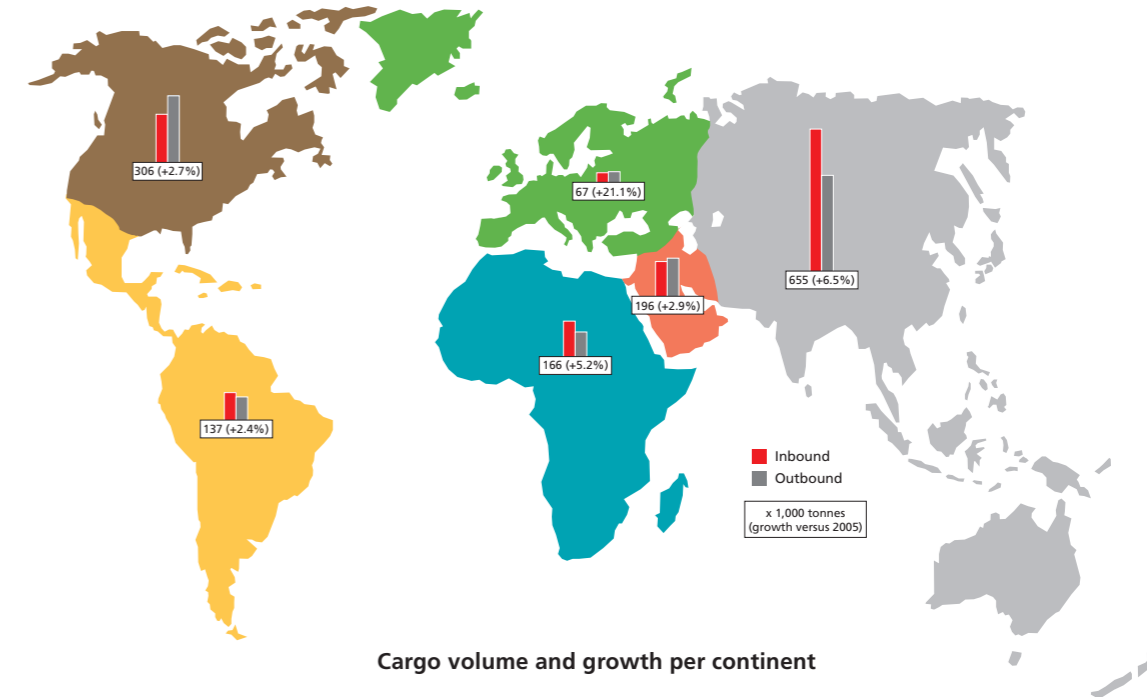 306 (+2.7%)
67 (+21.1%)
655 (+6.5%)
196 (+2.9%)
166 (+5.2%)
137 (+2.4%)
Inbound
Outbound
x 1,000 tonnes
(growth versus 2005)
Cargo volume and growth per continent